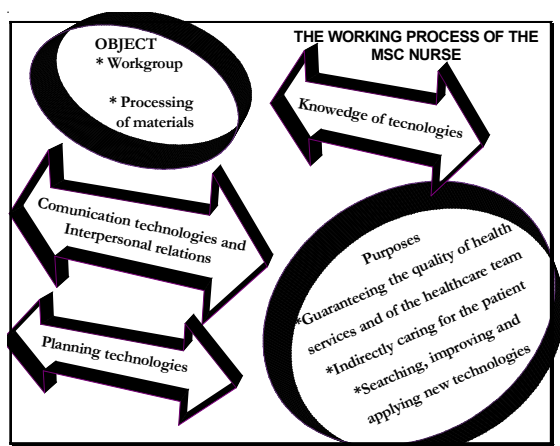 THE WORKING PROCESS OF THE
MSC NURSE
OBJECT
* Workgroup
* Processing
of materials
Knowedge of tecnologies
Comunication technologies and
Interpersonal relations
Planning technologies
Purposes
*Guaranteeing the quality of health
services and of the healthcare team
*Indirectly caring for the patient
*Searching, improving and
applying new technologies